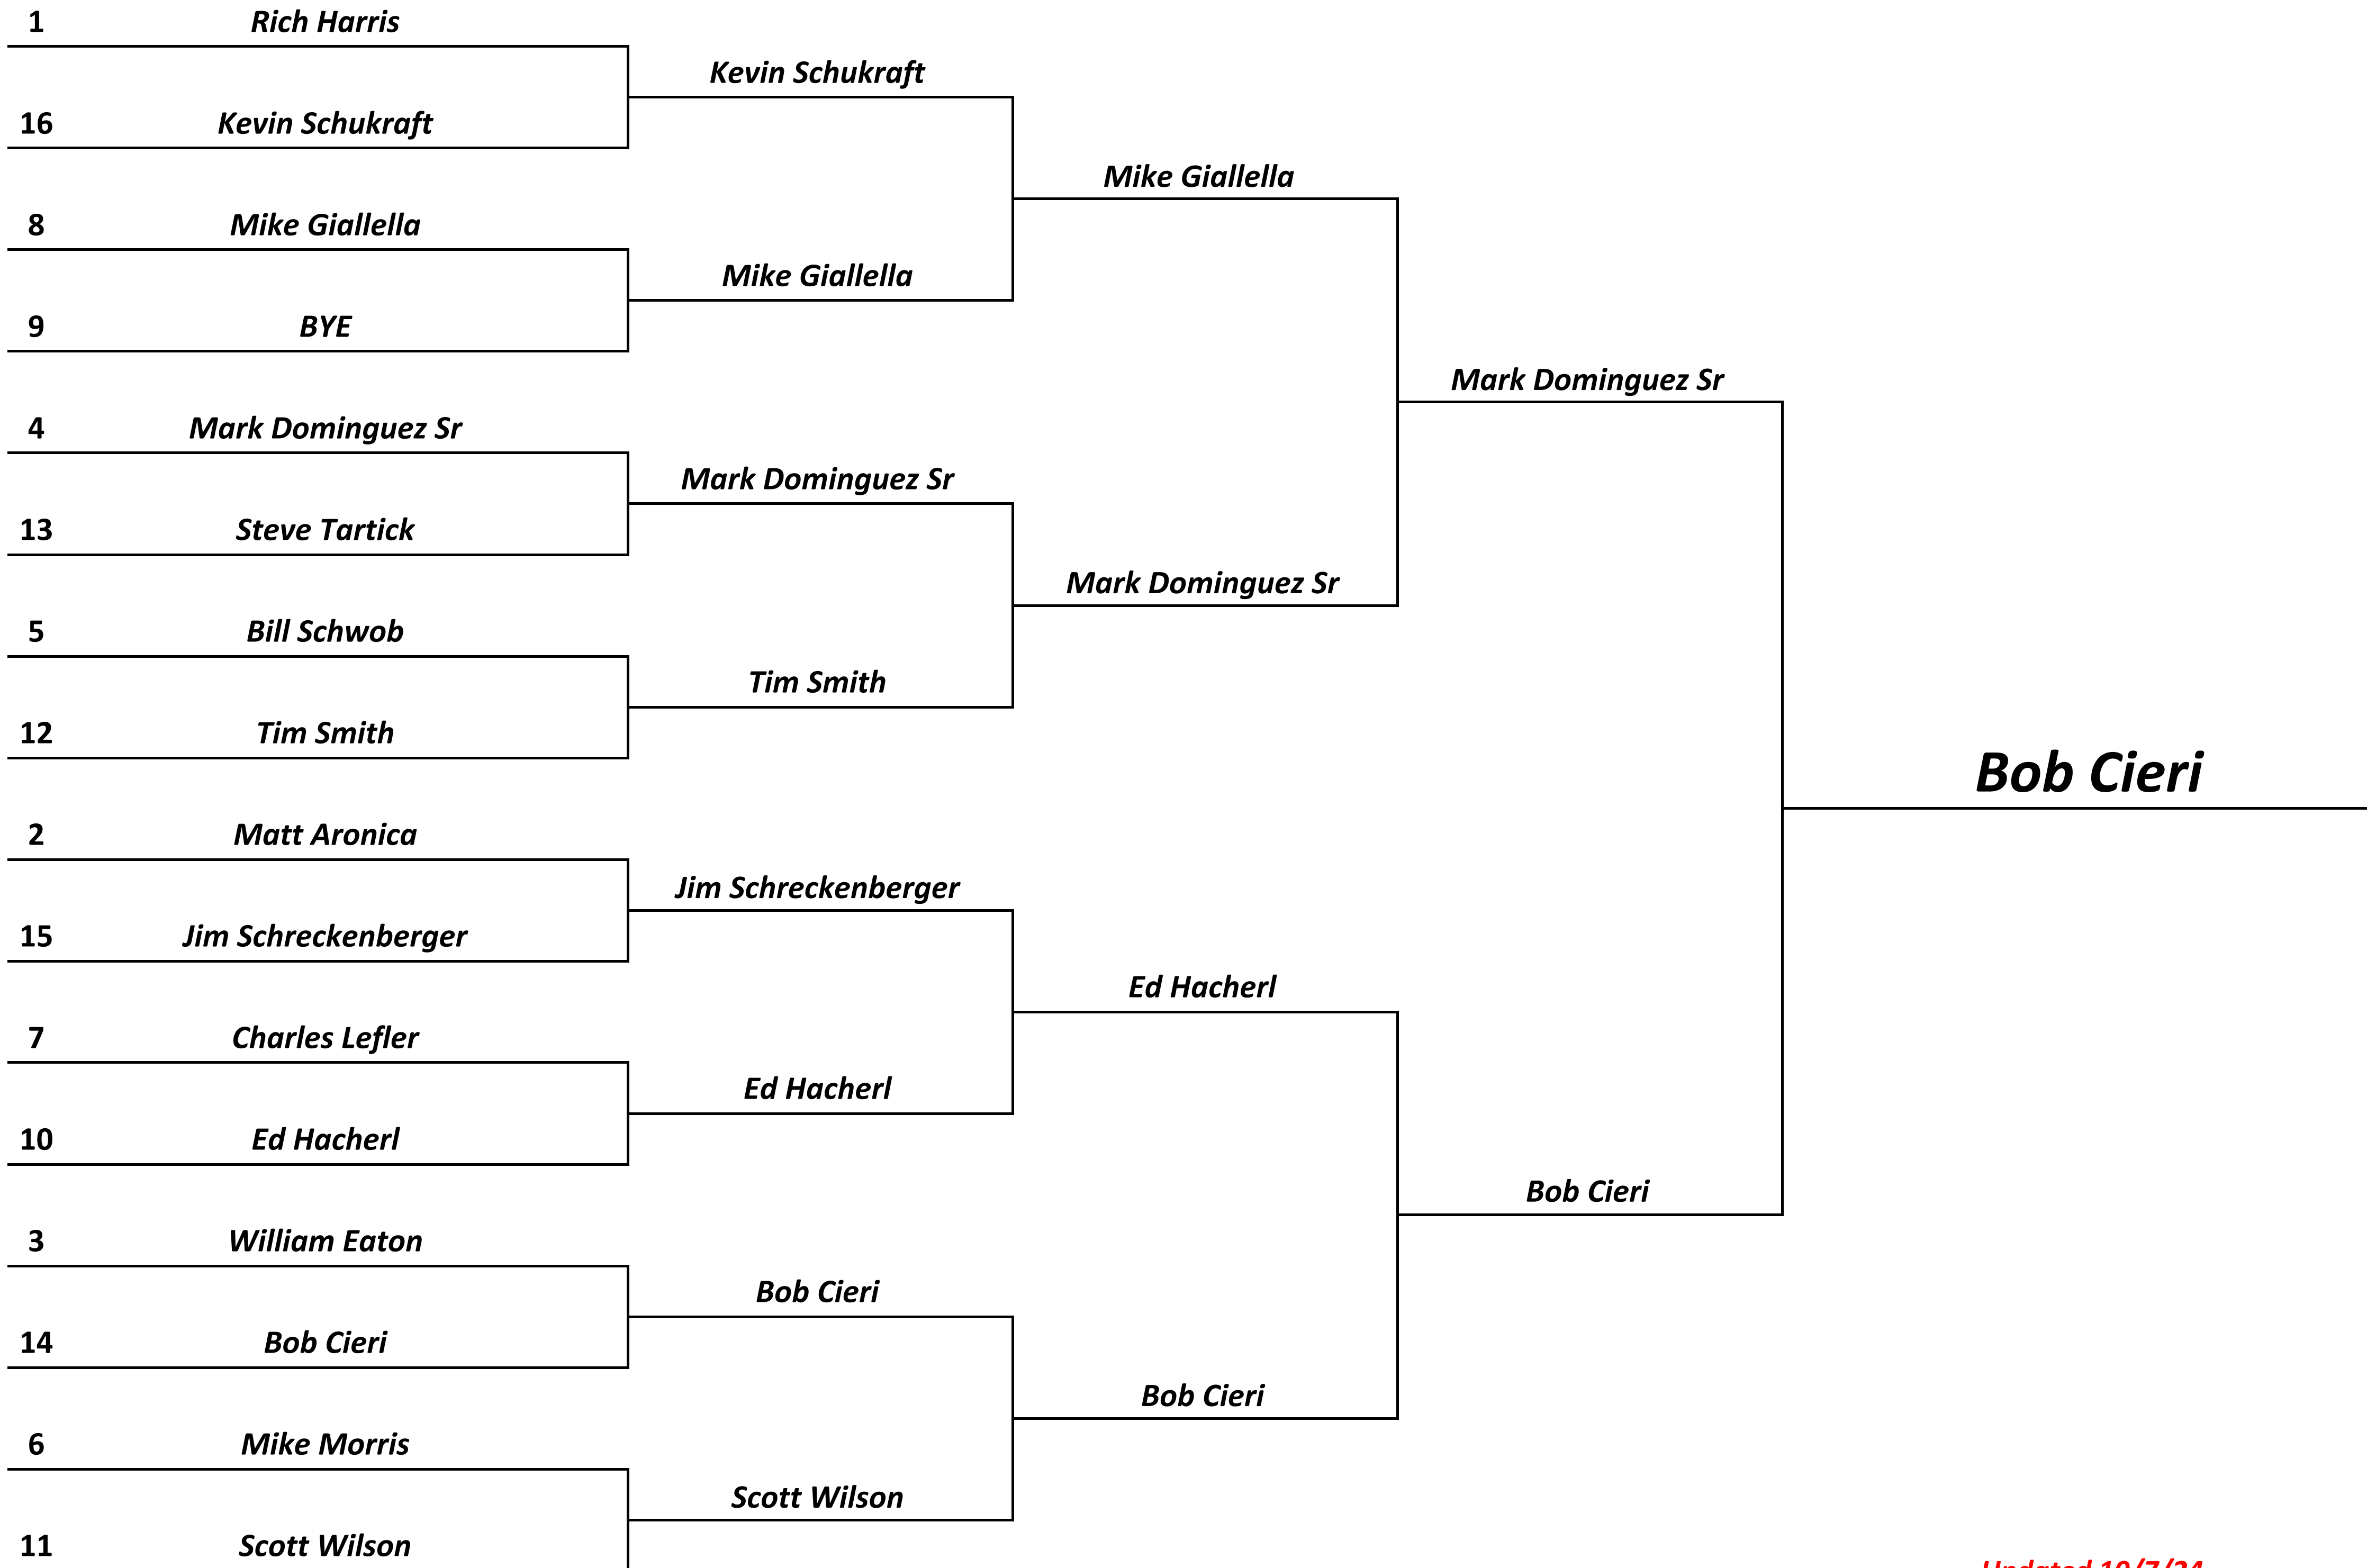 1 Rich Harris
Kevin Schukraft
16 Kevin Schukraft
Mike Giallella
8 Mike Giallella
Mike Giallella
9 BYE
Mark Dominguez Sr
4 Mark Dominguez Sr
Mark Dominguez Sr
13 Steve Tartick
Mark Dominguez Sr
5 Bill Schwob
Tim Smith
12 Tim Smith
Bob Cieri
2 Matt Aronica
Jim Schreckenberger
15 Jim Schreckenberger
Ed Hacherl
7 Charles Lefler
Ed Hacherl
10 Ed Hacherl
Bob Cieri
3 William Eaton
Bob Cieri
14 Bob Cieri
Bob Cieri
6 Mike Morris
Scott Wilson
11 Scott Wilson
Updated 10/7/24